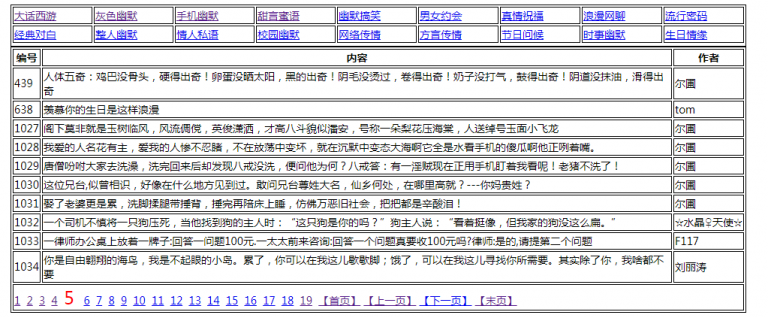 大话西游 灰色幽默 手机幽默 甜言蜜语 幽默搞笑 男女约会 真情祝福 浪漫网聊 流行密码
经典对白 整人幽默 情人私语 校园幽默 网络传情 方言传情 节日问候 时事幽默 生日情缘
编号 内容 作者
439 人体五奇：鸡巴没骨头，硬得出奇！卵蛋没晒太阳，黑的出奇！阴毛没烫过，卷得出奇！奶子没打气，鼓得出奇！阴道没抹油，滑得出
奇 尔圃
638 羡慕你的生日是这样浪漫 tom
1027 阁下莫非就是玉树临风，风流倜傥，英俊潇洒，才高八斗貌似潘安，号称一朵梨花压海棠，人送绰号玉面小飞龙 尔圃
1028 我爱的人名花有主，爱我的人惨不忍睹，不在放荡中变坏，就在沉默中变态大海啊它全是水看手机的傻瓜啊他正咧着嘴。 尔圃
1029 唐僧吩咐大家去洗澡，洗完回来后却发现八戒没洗，便问他为何？八戒答：有一淫贼现在正用手机盯着我看呢！老猪不洗了！ 尔圃
1030 这位兄台,似曾相识，好像在什么地方见到过。敢问兄台尊姓大名，仙乡何处，在哪里高就？---你妈贵姓？ 尔圃
1031 娶了老婆更是累，洗脚揉腿带捶背，捶完再陪床上睡，仿佛万恶旧社会，把把都是辛酸泪！ 尔圃
1032 一个司机不慎将一只狗压死，当他找到狗的主人时：“这只狗是你的吗？”狗主人说：“看着挺像，但我家的狗没这么扁。” ☆水晶♀天使☆
1033 一律师办公桌上放着一牌子:回答一问题100元.一太太前来咨询:回答一个问题真要收100元吗?律师:是的,请提第二个问题 F117
1034 你是自由翱翔的海鸟，我是不起眼的小岛。累了，你可以在我这儿歇歇脚；饿了，可以在我这儿寻找你所需要。其实除了你，我啥都不
要 刘丽涛
1 2 3 4 5 6 7 8 9 10 11 12 13 14 15 16 17 18 19 【首页】 【上一页】 【下一页】 【末页】